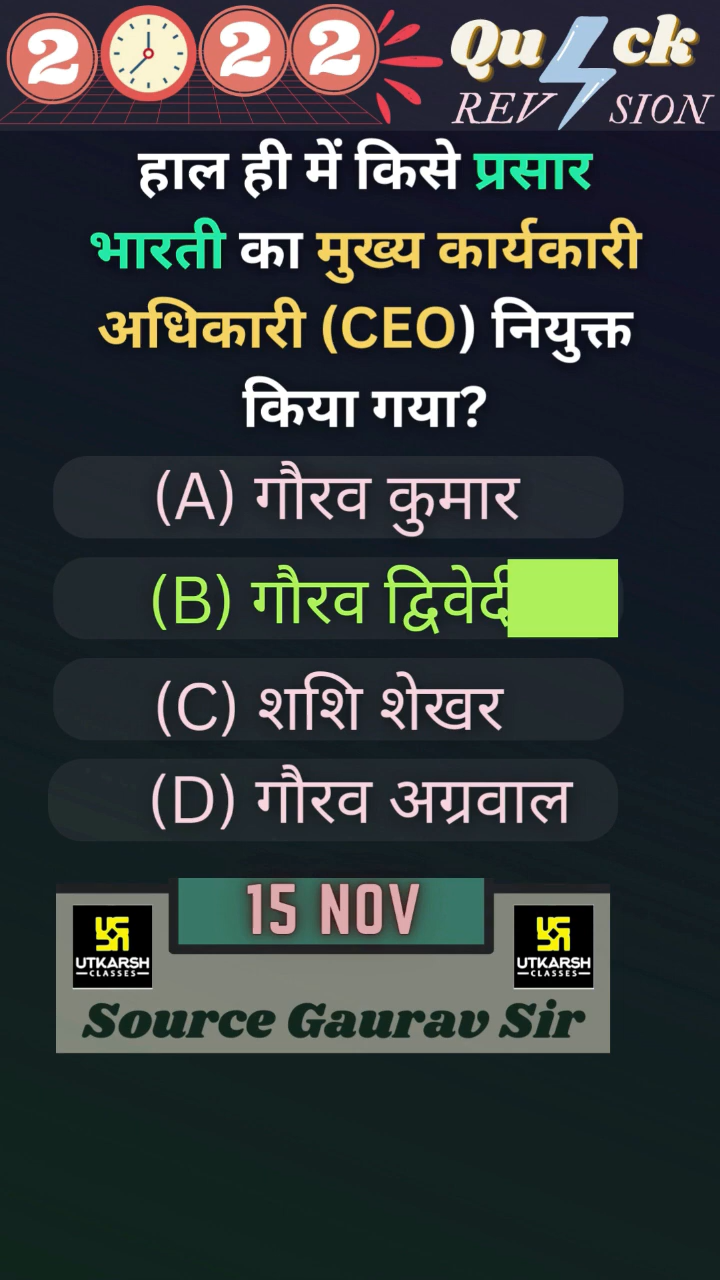 2022 Quick
REVISION
हाल ही में किसे प्रसार
भारती का मुख्य कार्यकारी
अधिकारी (CEO) नियुक्त
किया गया?
(A) गौरव कुमार
(B) गौरव
(C) शशि शेखर
(D) गौरव अग्रवाल
15 NOV
UTKARSH
CLASSES
UTKARSH
CLASSES
Source Gaurav Sir